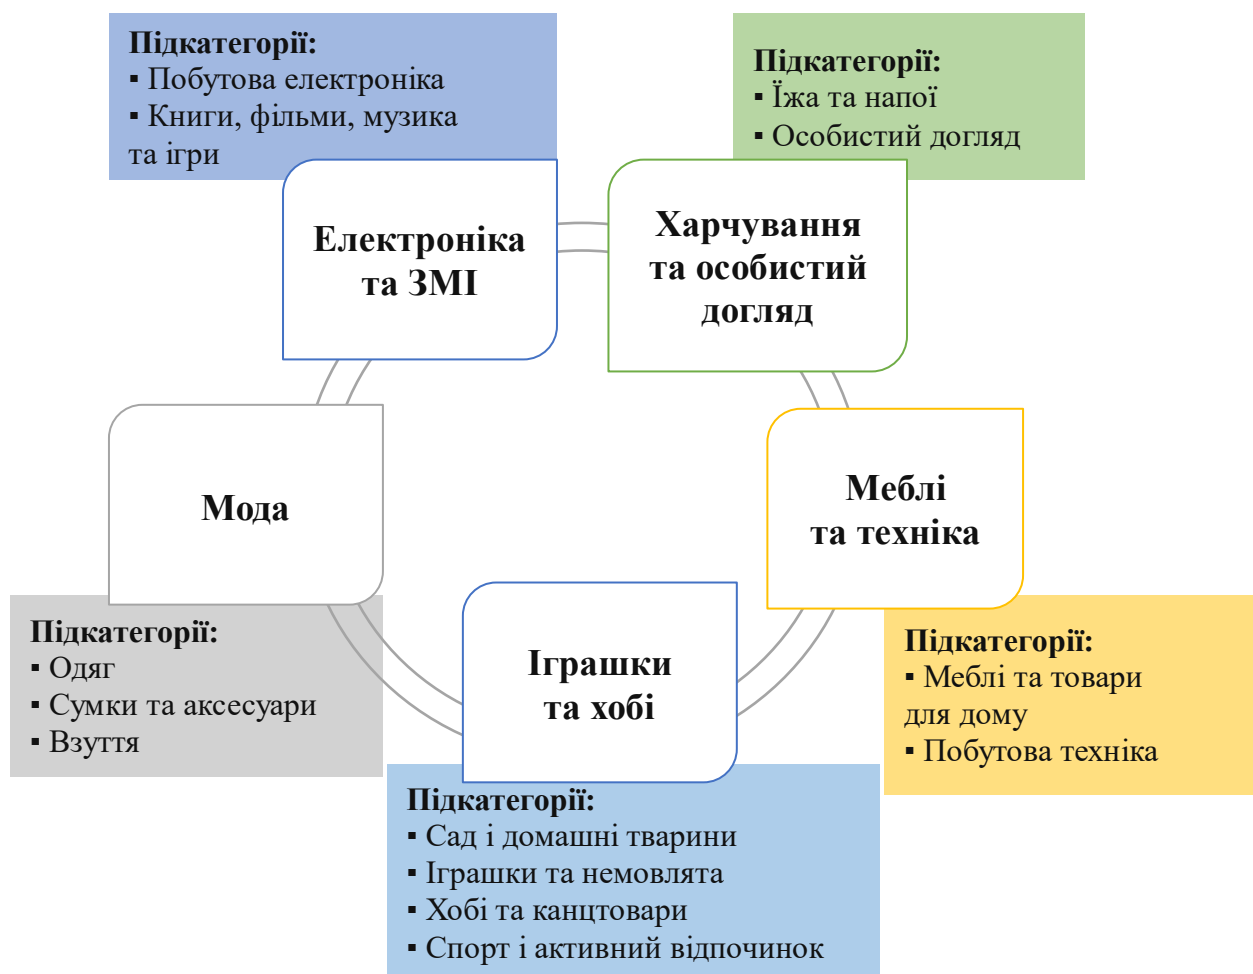 Підкатегорії:
▪ Побутова електроніка
▪ Книги, фільми, музика
та ігри
Електроніка
та ЗМІ
Підкатегорії:
▪ Їжа та напої
▪ Особистий догляд
Харчування
та особистий
догляд
Меблі
та техніка
Підкатегорії:
▪ Меблі та товари
для дому
▪ Побутова техніка
Іграшки
та хобі
Підкатегорії:
▪ Сад і домашні тварини
▪ Іграшки та немовлята
▪ Хобі та канцтовари
▪ Спорт і активний відпочинок
Мода
Підкатегорії:
▪ Одяг
▪ Сумки та аксесуари
▪ Взуття